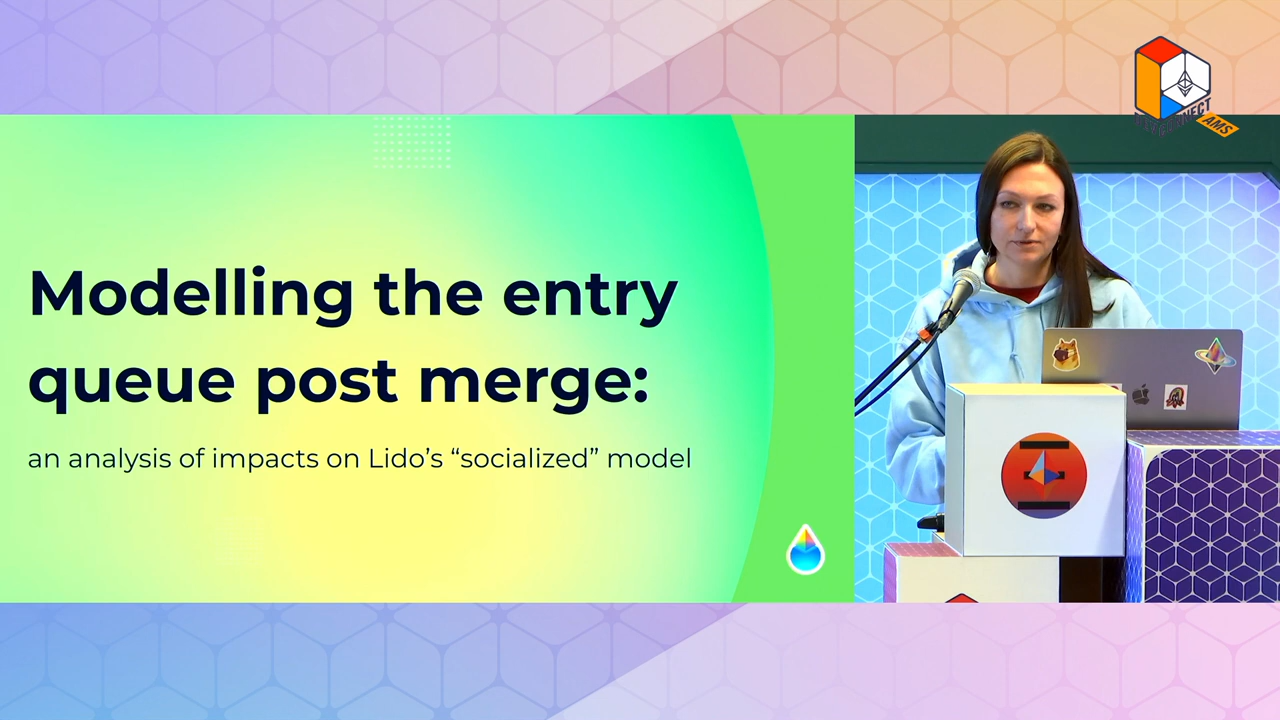 Modelling the entry
queue post merge:
an analysis of impacts on Lido’s “socialized” model
AMS